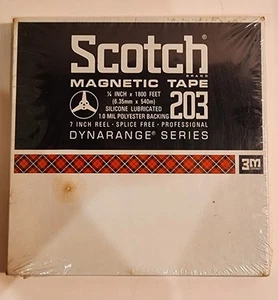 Scotch®
BRAND
MAGNETIC TAPE
¼ INCH x 1800 FEET
(6.35mm x 540m)
SILICONE LUBRICATED
1.0 MIL POLYESTER BACKING
203
7 INCH REEL - SPLICE FREE - PROFESSIONAL
DYNARANGE® SERIES
3M